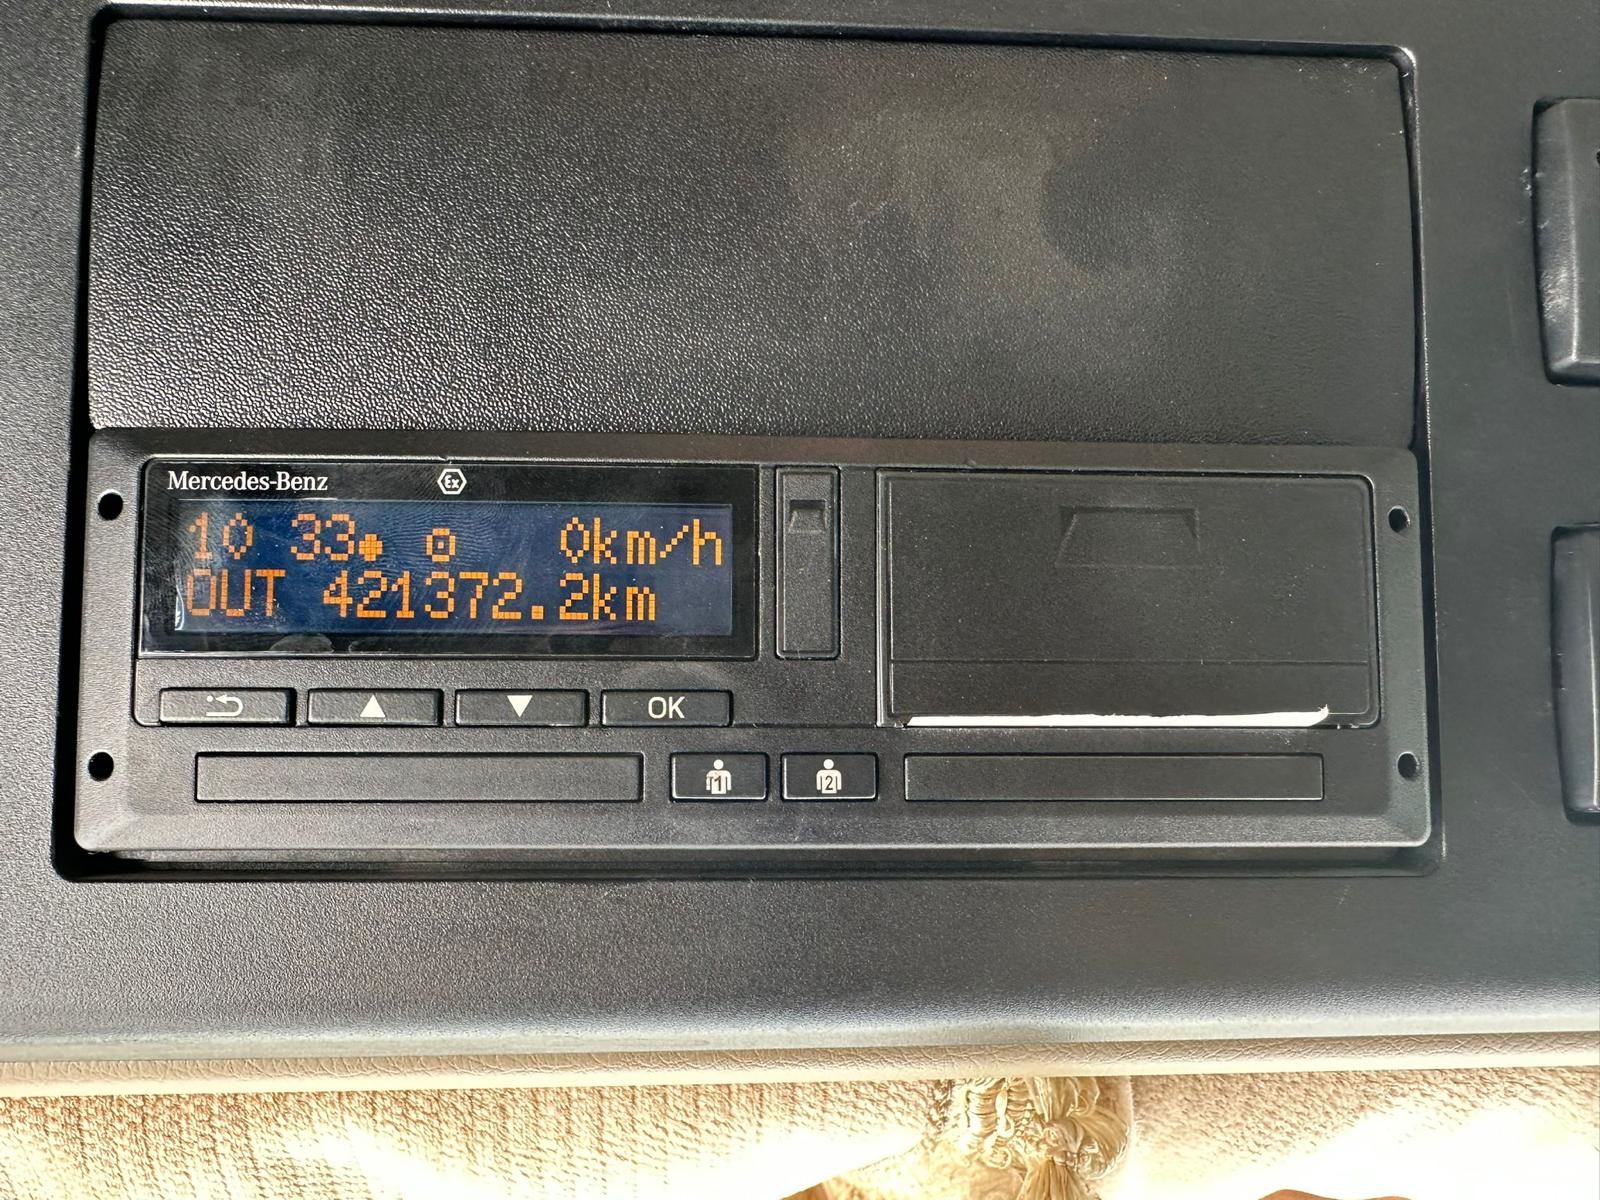 Mercedes-Benz Ex
10 33 0km/h
OUT 421372.2km
OK
1 2